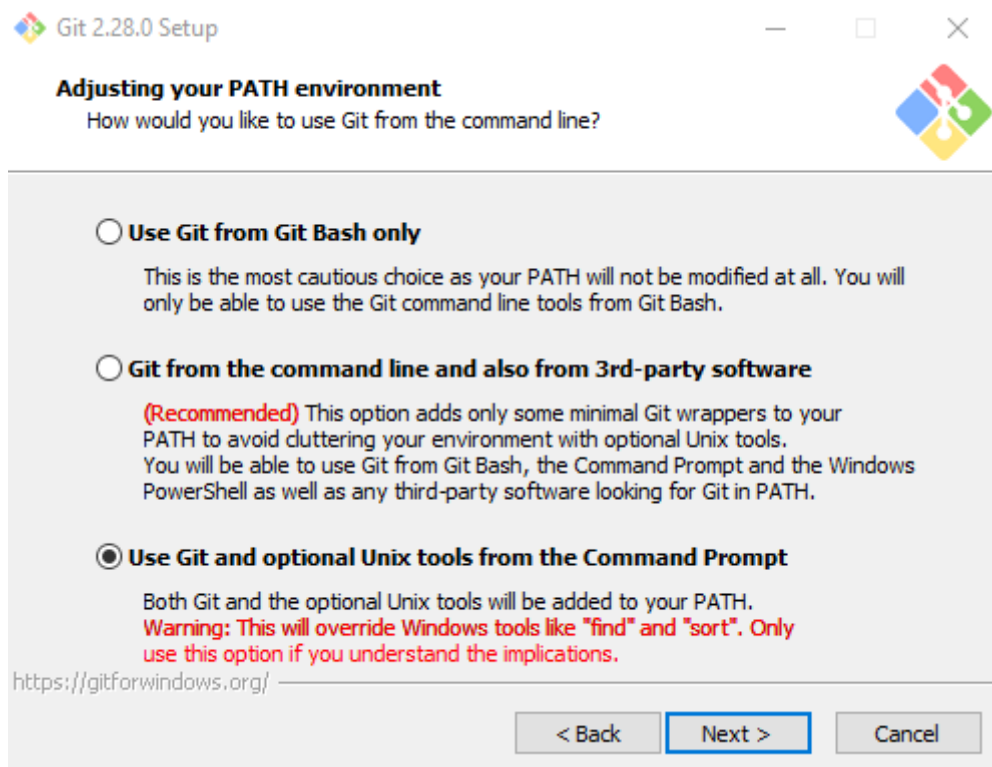 Git 2.28.0 Setup
Adjusting your PATH environment
How would you like to use Git from the command line?
Use Git from Git Bash only
This is the most cautious choice as your PATH will not be modified at all. You will
only be able to use the Git command line tools from Git Bash.
Git from the command line and also from 3rd-party software
(Recommended) This option adds only some minimal Git wrappers to your
PATH to avoid cluttering your environment with optional Unix tools.
You will be able to use Git from Git Bash, the Command Prompt and the Windows
PowerShell as well as any third-party software looking for Git in PATH.
Use Git and optional Unix tools from the Command Prompt
Both Git and the optional Unix tools will be added to your PATH.
Warning: This will override Windows tools like "find" and "sort". Only
use this option if you understand the implications.
https://gitforwindows.org/
< Back
Next >
Cancel